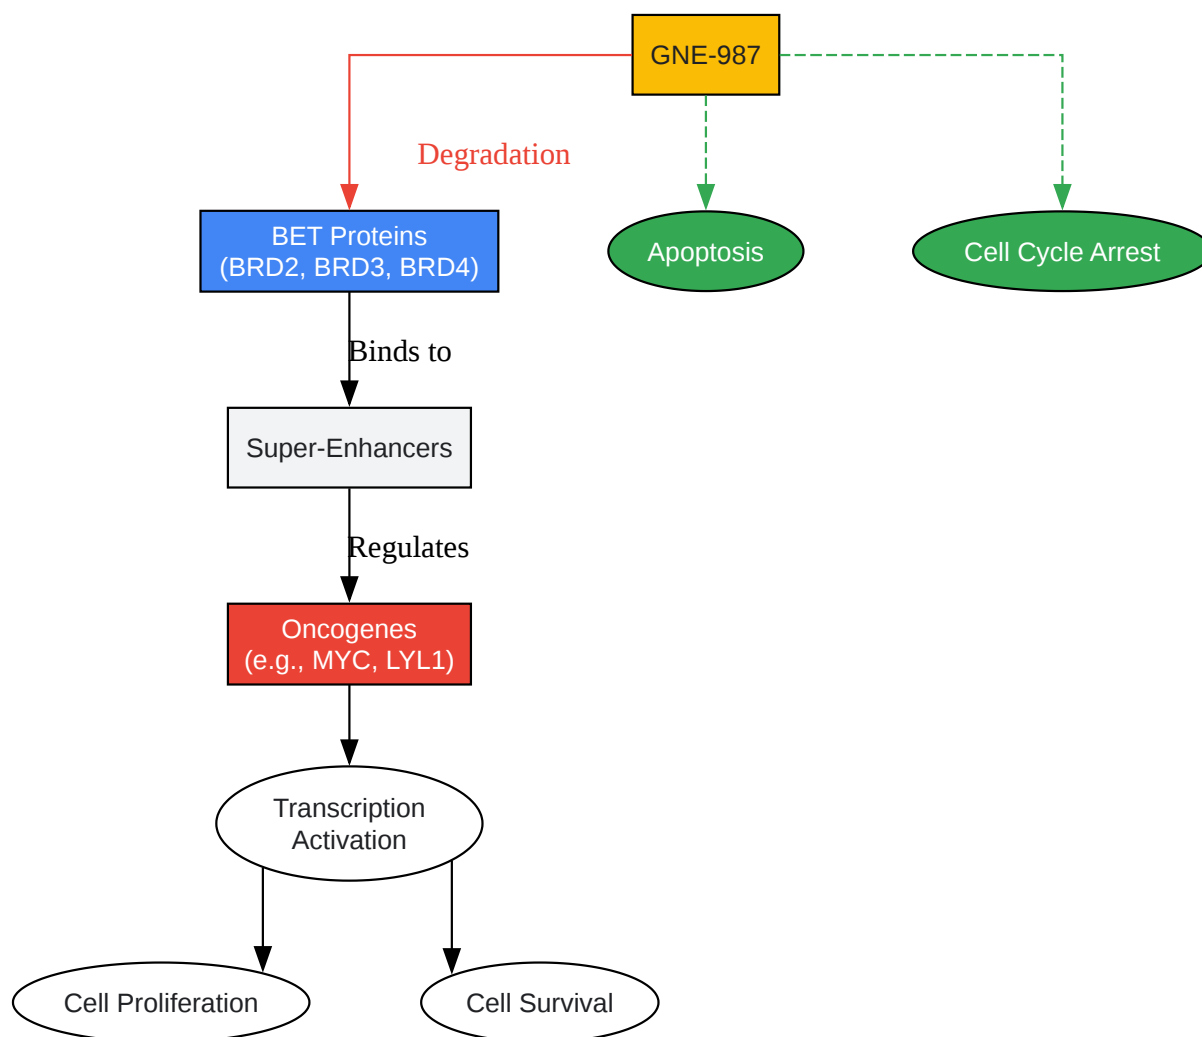 GNE-987
Degradation
BET Proteins
(BRD2, BRD3, BRD4)
Apoptosis
Cell Cycle Arrest
Binds to
Super-Enhancers
Regulates
Oncogenes
(e.g., MYC, LYL1)
Transcription
Activation
Cell Proliferation
Cell Survival